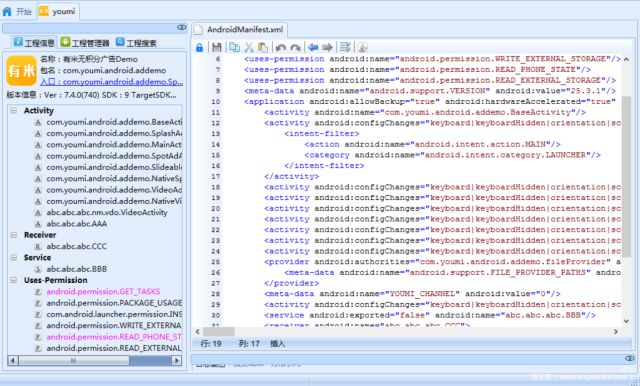 开始
youmi
工程信息 工程管理器 工程搜索
有米
名称：有米无积分广告Demo
包名：com.youmi.android.addemo
入口：com.youmi.android.addemo.Sp...
版本信息：Ver : 7.4.0(740) SDK : 9 TargetSDK...
Activity
com.youmi.android.addemo.BaseActi
com.youmi.android.addemo.SplashA
com.youmi.android.addemo.MainActi
com.youmi.android.addemo.SpotAdA
com.youmi.android.addemo.Slideabl
com.youmi.android.addemo.NativeSp
com.youmi.android.addemo.VideoAd
com.youmi.android.addemo.NativeVi
abc.abc.abc.nm.vdo.VideoActivity
abc.abc.AAA
Receiver
abc.abc.abc.CCC
Service
abc.abc.abc.BBB
Uses-Permission
android.permission.GET_TASKS
android.permission.PACKAGE_USAGE
com.android.launcher.permission.INS
android.permission.WRITE_EXTERNAL
android.permission.READ_PHONE_ST
android.permission.READ_EXTERNAL
AndroidManifest.xml
6 <uses-permission android:name="android.permission.WRITE_EXTERNAL_STORAGE"/>
7 <uses-permission android:name="android.permission.READ_PHONE_STATE"/>
8 <uses-permission android:name="android.permission.READ_EXTERNAL_STORAGE"/>
9 <meta-data android:name="android.support.VERSION" android:value="25.3.1"/>
10 <application android:allowBackup="true" android:hardwareAccelerated="true"
11 <activity android:name="com.youmi.android.addemo.BaseActivity"/>
12 <activity android:configChanges="keyboard|keyboardHidden|orientation|sc
13 <intent-filter>
14 <action android:name="android.intent.action.MAIN"/>
15 <category android:name="android.intent.category.LAUNCHER"/>
16 </intent-filter>
17 </activity>
18 <activity android:configChanges="keyboard|keyboardHidden|orientation|sc
19 <activity android:configChanges="keyboard|keyboardHidden|orientation|sc
20 <activity android:configChanges="keyboard|keyboardHidden|orientation|sc
21 <activity android:configChanges="keyboard|keyboardHidden|orientation|sc
22 <activity android:configChanges="keyboard|keyboardHidden|orientation|sc
23 <activity android:configChanges="keyboard|keyboardHidden|orientation|sc
24 <activity android:configChanges="keyboard|keyboardHidden|orientation|sc
25 <provider android:authorities="com.youmi.android.addemo.fileProvider" a
26 <meta-data android:name="android.support.FILE_PROVIDER_PATHS" androi
27 </provider>
28 <meta-data android:name="YOUMI_CHANNEL" android:value="0"/>
29 <activity android:configChanges="keyboard|keyboardHidden|orientation|sc
30 <service android:exported="false" android:name="abc.abc.abc.BBB"/>
31 <receiver android:name="abc.abc.abc.CCC">
行: 19 列: 317 插入